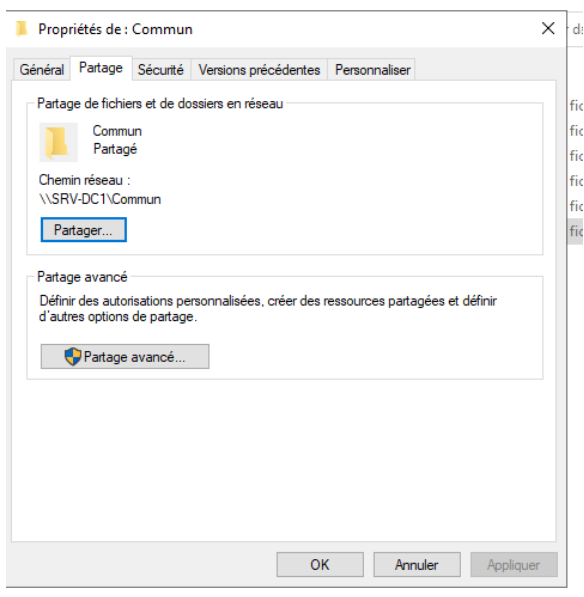 Propriétés de : Commun
Général Partage Sécurité Versions précédentes Personnaliser
Partage de fichiers et de dossiers en réseau
Commun
Partagé
Chemin réseau :
\\SRV-DC1\Commun
Partager...
Partage avancé
Définir des autorisations personnalisées, créer des ressources partagées et définir
d'autres options de partage.
Partage avancé...
OK Annuler Appliquer